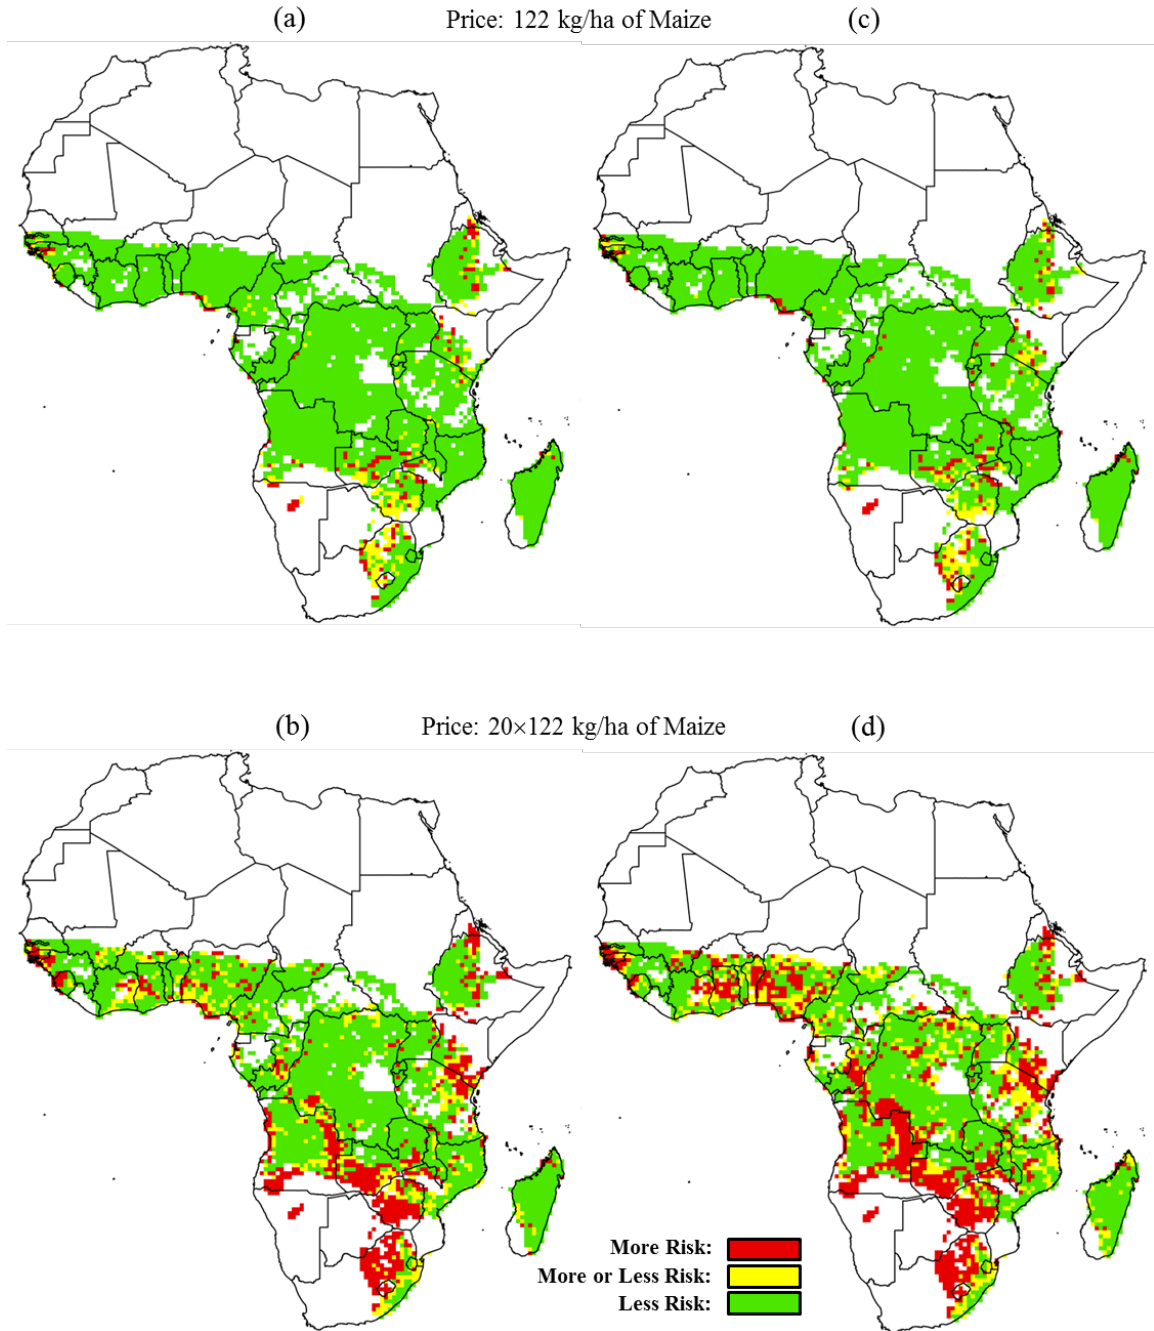 (a) Price: 122 kg/ha of Maize (c)
(b) Price: 20×122 kg/ha of Maize (d)
More Risk:
More or Less Risk:
Less Risk: